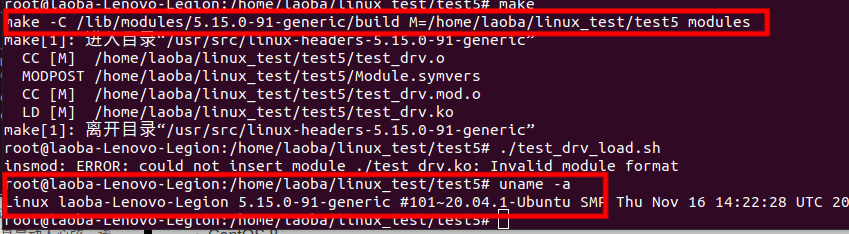 root@laoba-Lenovo-Legion:/home/laoba/linux_test/test5# make
make -C /lib/modules/5.15.0-91-generic/build M=/home/laoba/linux_test/test5 modules
make[1]: 进入目录“/usr/src/linux-headers-5.15.0-91-generic”
  CC [M]  /home/laoba/linux_test/test5/test_drv.o
  MODPOST /home/laoba/linux_test/test5/Module.symvers
  CC [M]  /home/laoba/linux_test/test5/test_drv.mod.o
  LD [M]  /home/laoba/linux_test/test5/test_drv.ko
make[1]: 离开目录“/usr/src/linux-headers-5.15.0-91-generic”
root@laoba-Lenovo-Legion:/home/laoba/linux_test/test5# ./test_drv_load.sh
insmod: ERROR: could not insert module ./test_drv.ko: Invalid module format
root@laoba-Lenovo-Legion:/home/laoba/linux_test/test5# uname -a
Linux laoba-Lenovo-Legion 5.15.0-91-generic #101~20.04.1-Ubuntu SMP Thu Nov 16 14:22:28 UTC 20
root@laoba-Lenovo-Legion:/home/laoba/linux_test/test5#